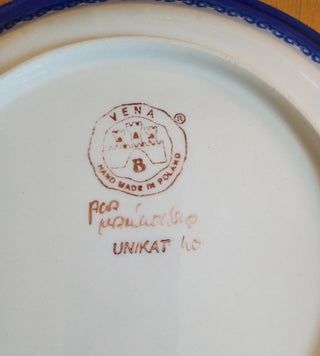 VENA ®
B
HAND MADE IN POLAND
UNIKAT 40